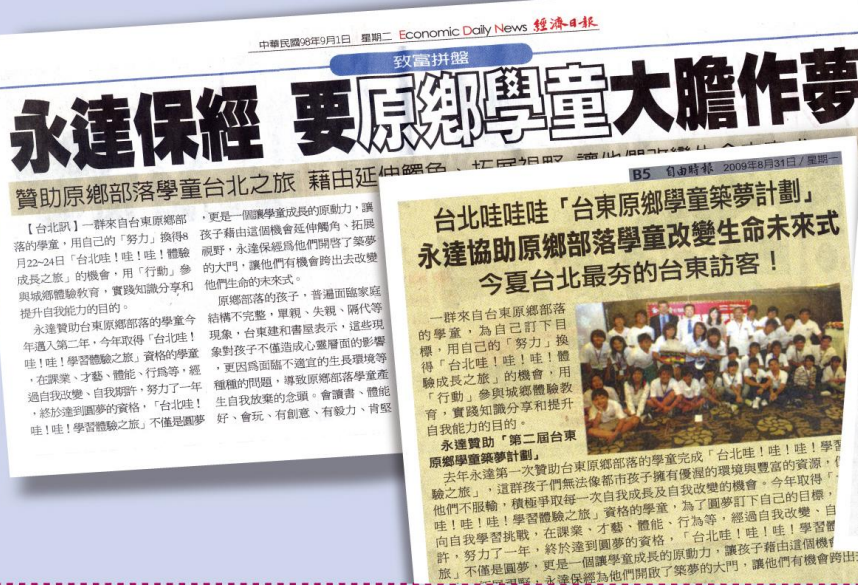 中華民國98年9月1日 星期二 Economic Daily News 經濟日報
致富拼盤
永達保經 要原鄉學童大膽作夢
贊助原鄉部落學童台北之旅 藉由延伸觸角、拓展視野
【台北訊】一群來自台東原鄉部
落的學童，用自己的「努力」換得8
月22~24日「台北哇！哇！哇！體驗
成長之旅」的機會，用「行動」參
與城鄉體驗教育，實踐知識分享和
提升自我能力的目的。
永達贊助台東原鄉部落的學童今
年邁入第二年，今年取得「台北哇！
哇！哇！學習體驗之旅」資格的學童
，在課業、才藝、體能、行為等，經
過自我改變、自我期許，努力了一年
，終於達到圓夢的資格，「台北哇！
哇！哇！學習體驗之旅」不僅是圓夢
，更是一個讓學童成長的原動力，讓
孩子藉由這個機會延伸觸角、拓展
視野，永達保經爲他們開啓了築夢
的大門，讓他們有機會跨出去改變
他們生命的未來式。
原鄉部落的孩子，普遍面臨家庭
結構不完整，單親、失親、隔代等
現象，台東建和書屋表示，這些現
象對孩子不僅造成心靈層面的影響
，更因爲面臨不適宜的生長環境等
種種的問題，導致原鄉部落學童產
生自我放棄的念頭。會讀書、體能
好、會玩、有創意、有毅力、肯堅
B5 自由時報 2009年8月31日/星期一
台北哇哇哇「台東原鄉學童築夢計劃」
永達協助原鄉部落學童改變生命未來式
今夏台北最夯的台東訪客！
一群來自台東原鄉部落
的學童，為自己訂下目
標，用自己的「努力」換
得「台北哇！哇！哇！體
驗成長之旅」的機會，用
「行動」參與城鄉體驗教
育，實踐知識分享和提升
自我能力的目的。
永達贊助「第二屆台東
原鄉學童築夢計劃」
去年永達第一次贊助台東原鄉部落的學童完成「台北哇！哇！哇！學習
驗之旅」，這群孩子們無法像都市孩子擁有優渥的環境與豐富的資源，
他們不服輸，積極爭取每一次自我成長及自我改變的機會。今年取得「
哇！哇！哇！學習體驗之旅」資格的學童，為了圓夢訂下自己的目標，
向自我學習挑戰，在課業、才藝、體能、行為等，經過自我改變、自
許，努力了一年，終於達到圓夢的資格，「台北哇！哇！哇！學習體
旅」不僅是圓夢，更是一個讓學童成長的原動力，讓孩子藉由這個機會
永達保經為他們開啟了築夢的大門，讓他們有機會跨出